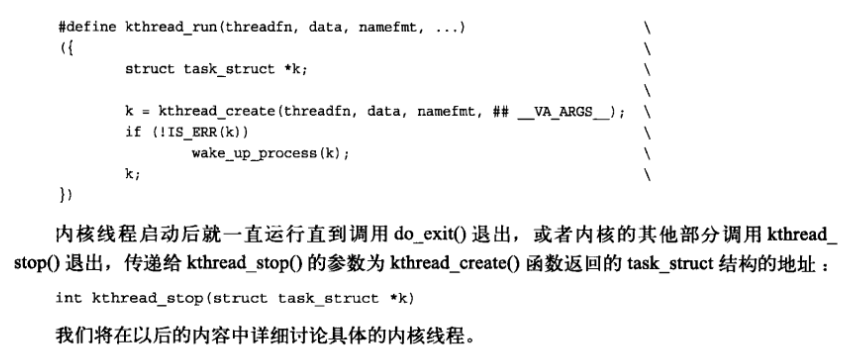 #define kthread_run(threadfn, data, namefmt, ...) \
({ \
struct task_struct *k; \
\
k = kthread_create(threadfn, data, namefmt, ## __VA_ARGS__); \
if (!IS_ERR(k)) \
wake_up_process(k); \
k; \
})
内核线程启动后就一直运行直到调用 do_exit() 退出，或者内核的其他部分调用 kthread_
stop() 退出，传递给 kthread_stop() 的参数为 kthread_create() 函数返回的 task_struct 结构的地址：
int kthread_stop(struct task_struct *k)
我们将在以后的内容中详细讨论具体的内核线程。